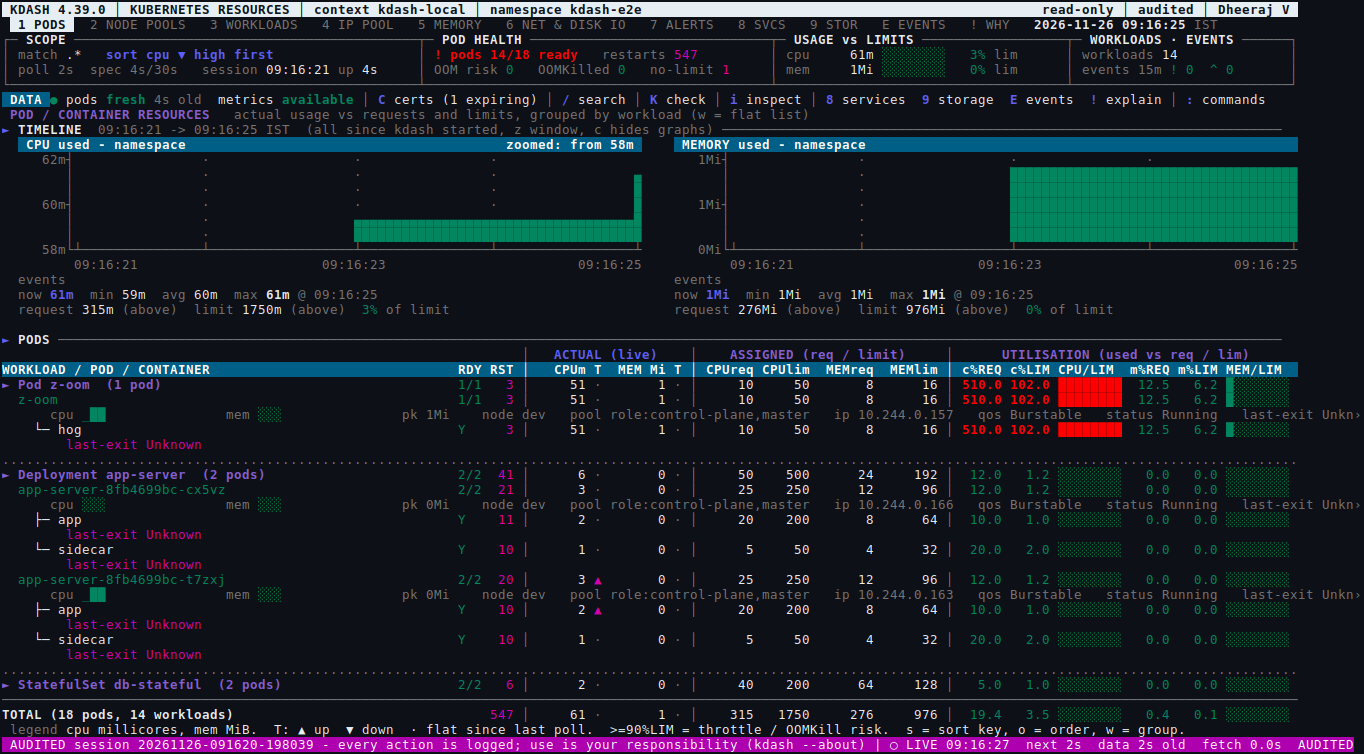 KDASH 4.39.0 │ KUBERNETES RESOURCES │ context kdash-local │ namespace kdash-e2e read-only │ audited │ Dheeraj V
1 PODS 2 NODE POOLS 3 WORKLOADS 4 IP POOL 5 MEMORY 6 NET & DISK IO 7 ALERTS 8 SVCS 9 STOR E EVENTS ! WHY 2026-11-26 09:16:25 IST
SCOPE POD HEALTH USAGE vs LIMITS WORKLOADS · EVENTS
match .* sort cpu ▼ high first ! pods 14/18 ready restarts 547 cpu 61m 3% lim workloads 14
poll 2s spec 4s/30s session 09:16:21 up 4s OOM risk 0 OOMKilled 0 no-limit 1 mem 1Mi 0% lim events 15m ! 0 ^ 0
DATA ● pods fresh 4s old metrics available │ C certs (1 expiring) │ / search │ K check │ i inspect │ 8 services 9 storage E events ! explain │ : commands
POD / CONTAINER RESOURCES actual usage vs requests and limits, grouped by workload (w = flat list)
► TIMELINE 09:16:21 -> 09:16:25 IST (all since kdash started, z window, c hides graphs)
CPU used - namespace zoomed: from 58m MEMORY used - namespace
62m 1Mi
60m 1Mi
58m 0Mi
09:16:21 09:16:23 09:16:25 09:16:21 09:16:23 09:16:25
events events
now 61m min 59m avg 60m max 61m @ 09:16:25 now 1Mi min 1Mi avg 1Mi max 1Mi @ 09:16:25
request 315m (above) limit 1750m (above) 3% of limit request 276Mi (above) limit 976Mi (above) 0% of limit
► PODS
│ ACTUAL (live) │ ASSIGNED (req / limit) │ UTILISATION (used vs req / lim)
WORKLOAD / POD / CONTAINER RDY RST │ CPUm T MEM Mi T │ CPUreq CPUlim MEMreq MEMlim │ c%REQ c%LIM CPU/LIM m%REQ m%LIM MEM/LIM
► Pod z-oom (1 pod) 1/1 3 │ 51 · 1 · │ 10 50 8 16 │ 510.0 102.0 12.5 6.2
z-oom 1/1 3 │ 51 · 1 · │ 10 50 8 16 │ 510.0 102.0 12.5 6.2
cpu mem pk 1Mi node dev pool role:control-plane,master ip 10.244.0.157 qos Burstable status Running last-exit Unkn›
└─ hog Y 3 │ 51 · 1 · │ 10 50 8 16 │ 510.0 102.0 12.5 6.2
last-exit Unknown
► Deployment app-server (2 pods) 2/2 41 │ 6 · 0 · │ 50 500 24 192 │ 12.0 1.2 0.0 0.0
app-server-8fb4699bc-cx5vz 2/2 21 │ 3 · 0 · │ 25 250 12 96 │ 12.0 1.2 0.0 0.0
cpu mem pk 0Mi node dev pool role:control-plane,master ip 10.244.0.166 qos Burstable status Running last-exit Unkn›
├─ app Y 11 │ 2 · 0 · │ 20 200 8 64 │ 10.0 1.0 0.0 0.0
last-exit Unknown
└─ sidecar Y 10 │ 1 · 0 · │ 5 50 4 32 │ 20.0 2.0 0.0 0.0
last-exit Unknown
app-server-8fb4699bc-t7zxj 2/2 20 │ 3 ▲ 0 · │ 25 250 12 96 │ 12.0 1.2 0.0 0.0
cpu mem pk 0Mi node dev pool role:control-plane,master ip 10.244.0.163 qos Burstable status Running last-exit Unkn›
├─ app Y 10 │ 2 ▲ 0 · │ 20 200 8 64 │ 10.0 1.0 0.0 0.0
last-exit Unknown
└─ sidecar Y 10 │ 1 · 0 · │ 5 50 4 32 │ 20.0 2.0 0.0 0.0
last-exit Unknown
► StatefulSet db-stateful (2 pods) 2/2 6 │ 2 · 0 · │ 40 200 64 128 │ 5.0 1.0 0.0 0.0
TOTAL (18 pods, 14 workloads) 547 │ 61 · 1 · │ 315 1750 276 976 │ 19.4 3.5 0.4 0.1
legend cpu millicores, mem MiB. T: ▲ up ▼ down · flat since last poll. >=90%LIM = throttle / OOMKill risk. s = sort key, o = order, w = group.
AUDITED session 20261126-091620-198039 - every action is logged; use is your responsibility (kdash --about) | ○ LIVE 09:16:27 next 2s data 2s old fetch 0.0s AUDITED